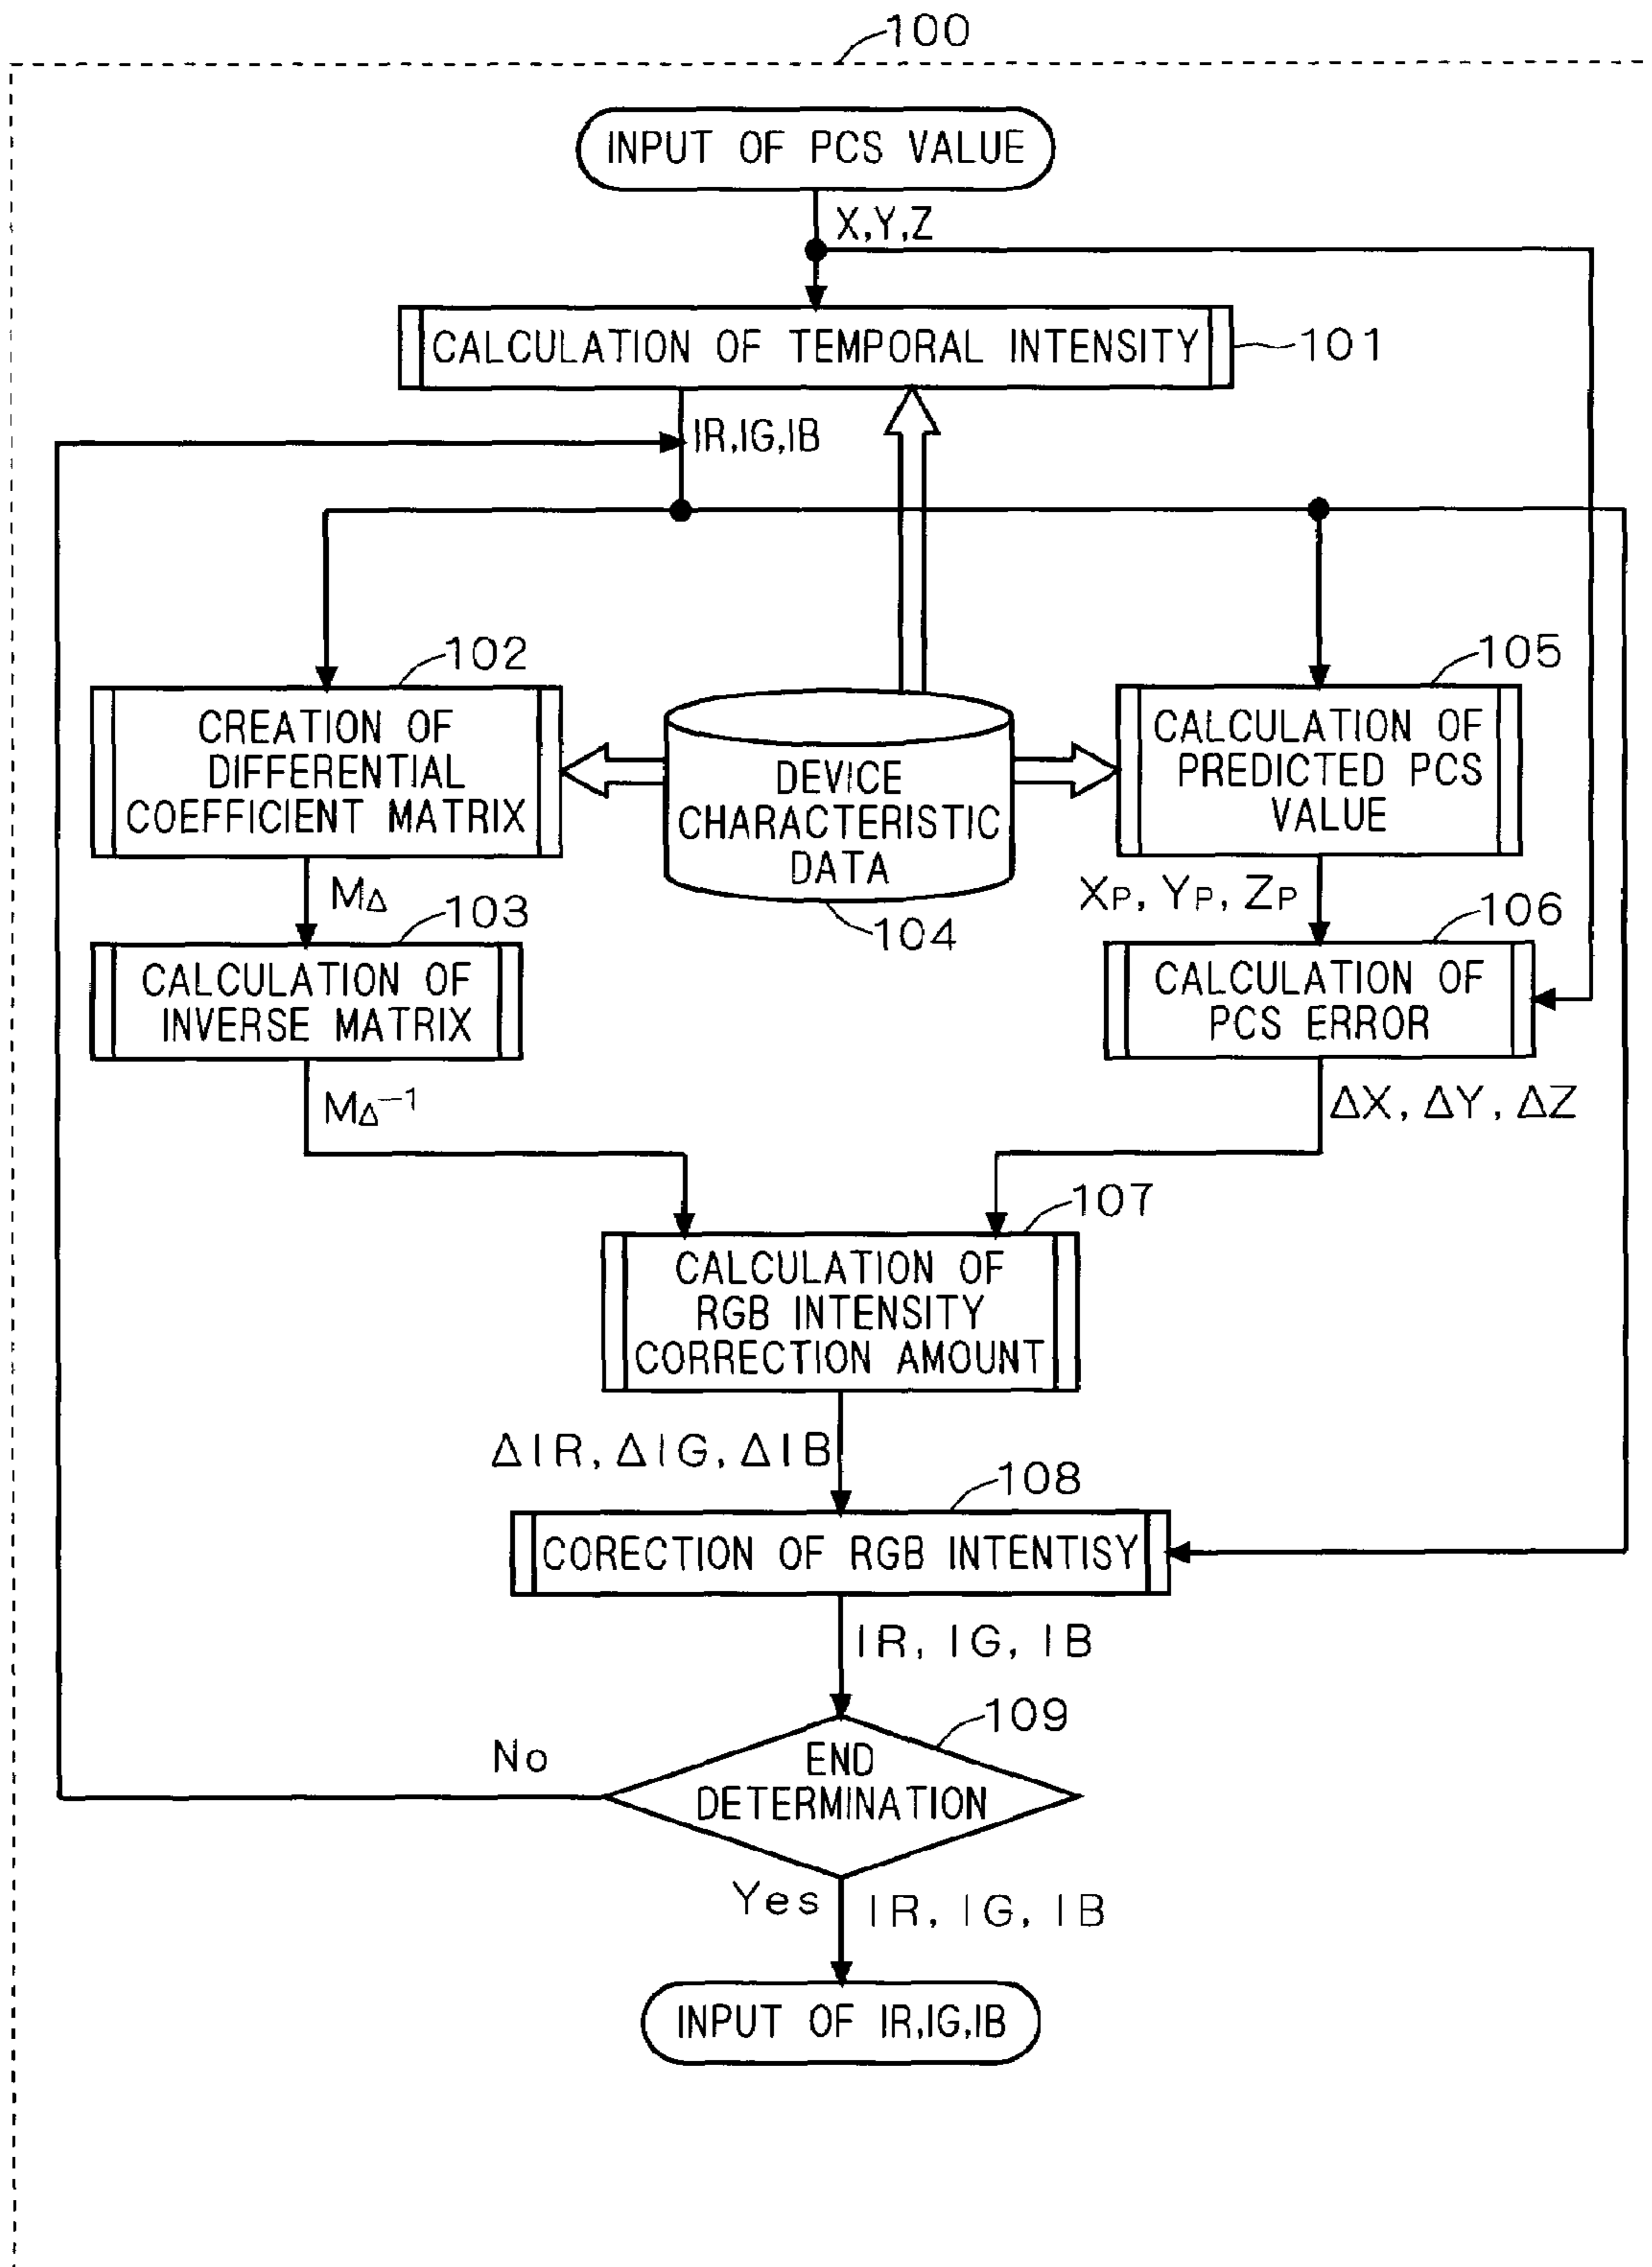 100
INPUT OF PCS VALUE
X,Y,Z
CALCULATION OF TEMPORAL INTENSITY
101
IR,IG,IB
102
CREATION OF
DIFFERENTIAL
COEFFICIENT MATRIX
DEVICE
CHARACTERISTIC
DATA
104
105
CALCULATION OF
PREDICTED PCS
VALUE
MΔ
103
CALCULATION OF
INVERSE MATRIX
XP, YP, ZP
106
CALCULATION OF
PCS ERROR
MΔ⁻¹
ΔX, ΔY, ΔZ
107
CALCULATION OF
RGB INTENSITY
CORRECTION AMOUNT
ΔIR, ΔIG, ΔIB
108
CORECTION OF RGB INTENTISY
IR, IG, IB
109
END
DETERMINATION
No
Yes
IR, IG, IB
INPUT OF IR,IG,IB